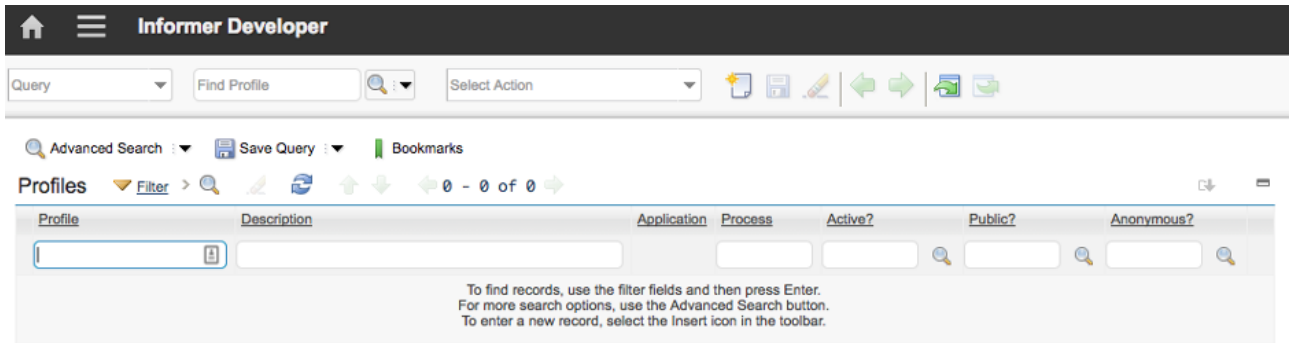 Informer Developer
Query Find Profile Select Action
Advanced Search Save Query Bookmarks
Profiles Filter > 0 - 0 of 0
Profile Description Application Process Active? Public? Anonymous?
To find records, use the filter fields and then press Enter.
For more search options, use the Advanced Search button.
To enter a new record, select the Insert icon in the toolbar.